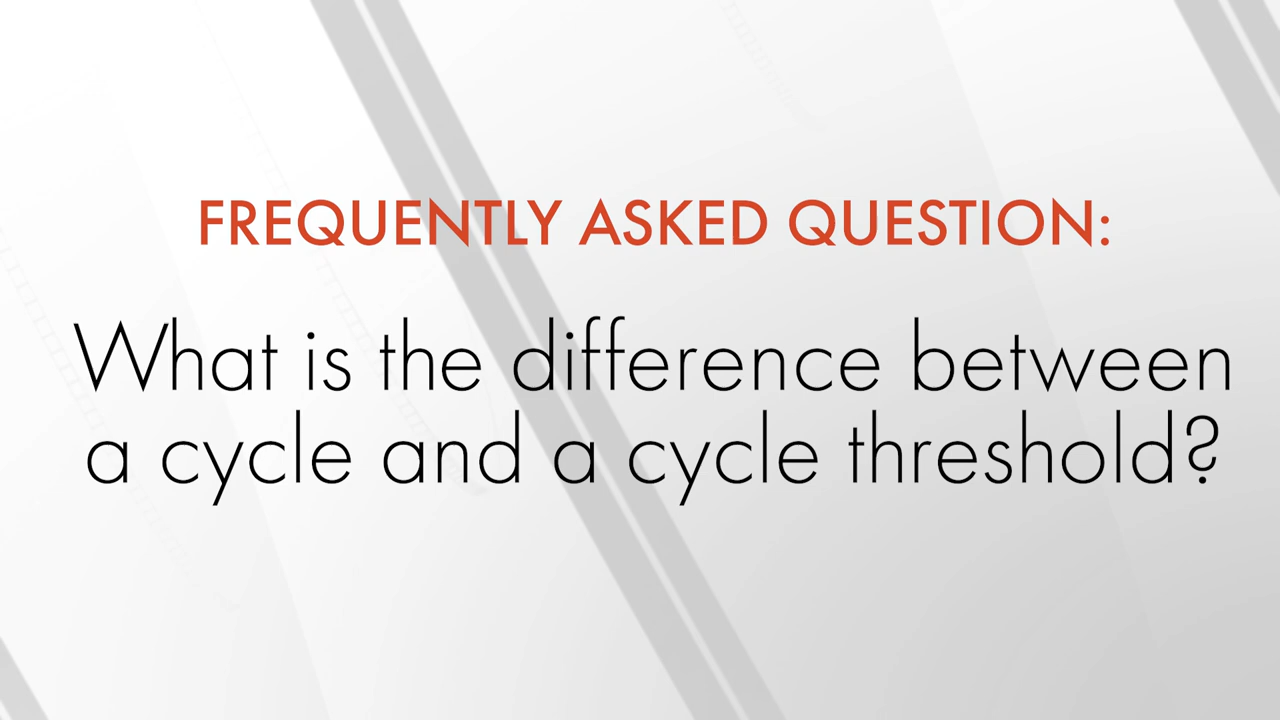 FREQUENTLY ASKED QUESTION:
What is the difference between
a cycle and a cycle threshold?